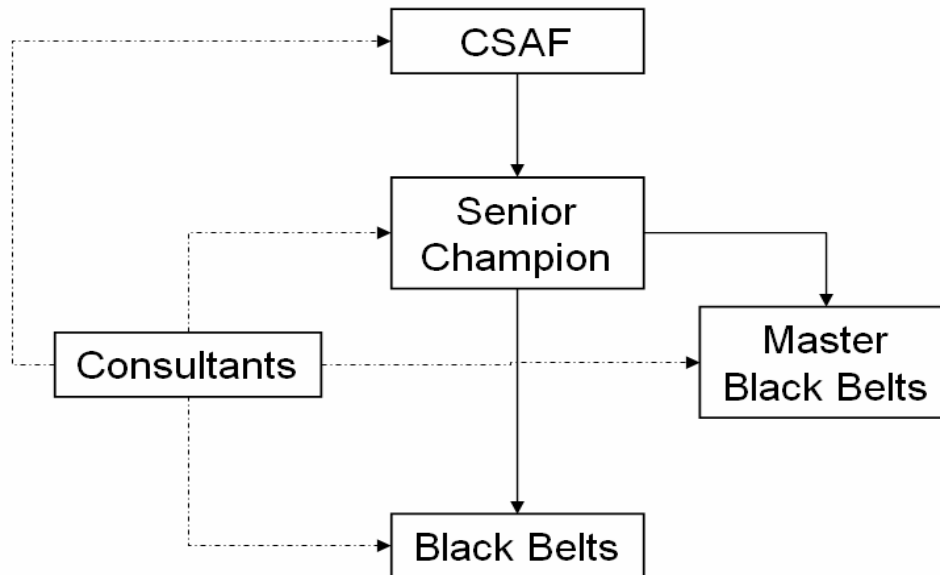 CSAF
Senior
Champion
Consultants
Master
Black Belts
Black Belts